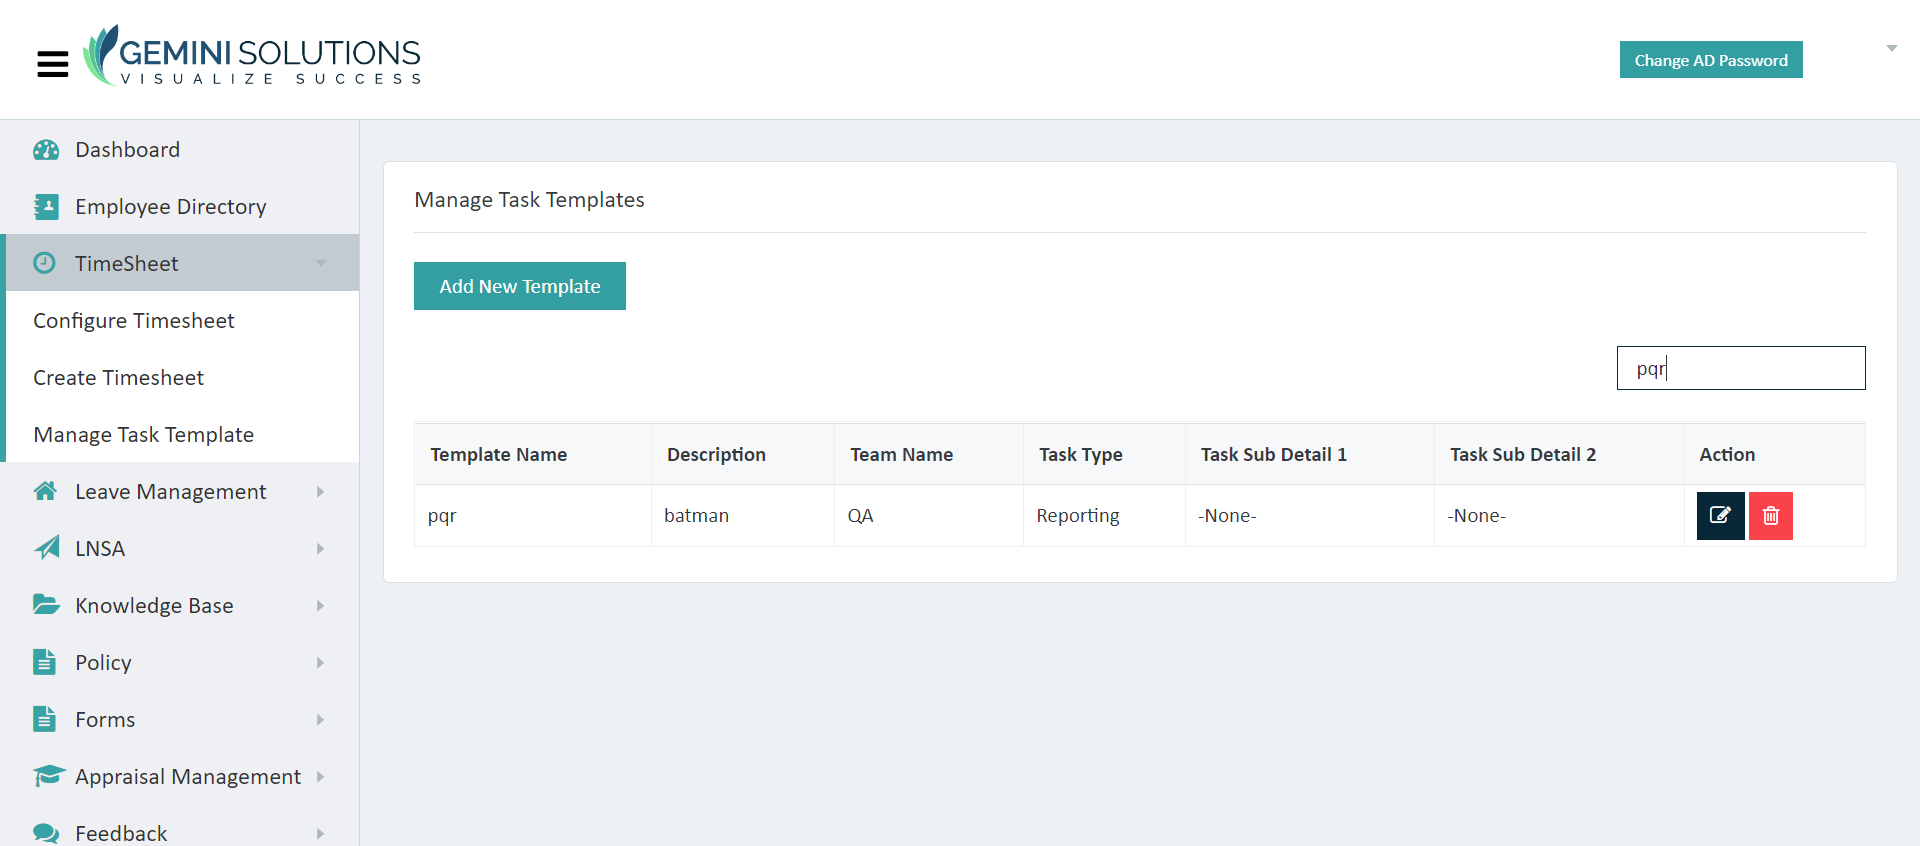 GEMINI SOLUTIONS
VISUALIZE SUCCESS
Change AD Password
Dashboard
Employee Directory
TimeSheet
Configure Timesheet
Create Timesheet
Manage Task Template
Leave Management
LNSA
Knowledge Base
Policy
Forms
Appraisal Management
Feedback
Manage Task Templates
Add New Template
pqr
Template Name Description Team Name Task Type Task Sub Detail 1 Task Sub Detail 2 Action
pqr batman QA Reporting -None- -None-